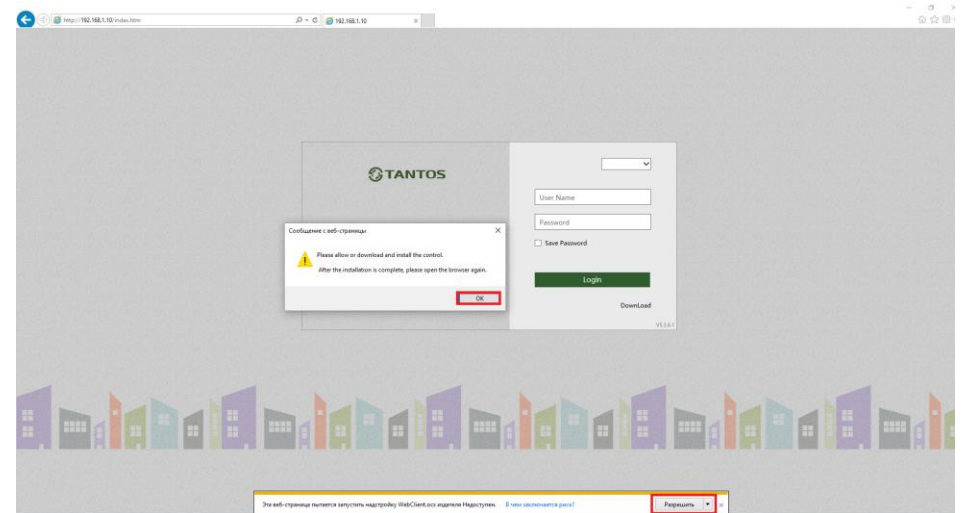 http://192.168.1.10/index.htm
192.168.1.10
TANTOS
User Name
Password
Save Password
Login
DownLoad
Сообщение с веб-страницы
Please allow or download and install the control.
After the installation is complete, please open the browser again.
OK
Эта веб-страница пытается запустить надстройку WebClient.ocx издателя Недоступен.
В чем заключается риск?
Разрешить